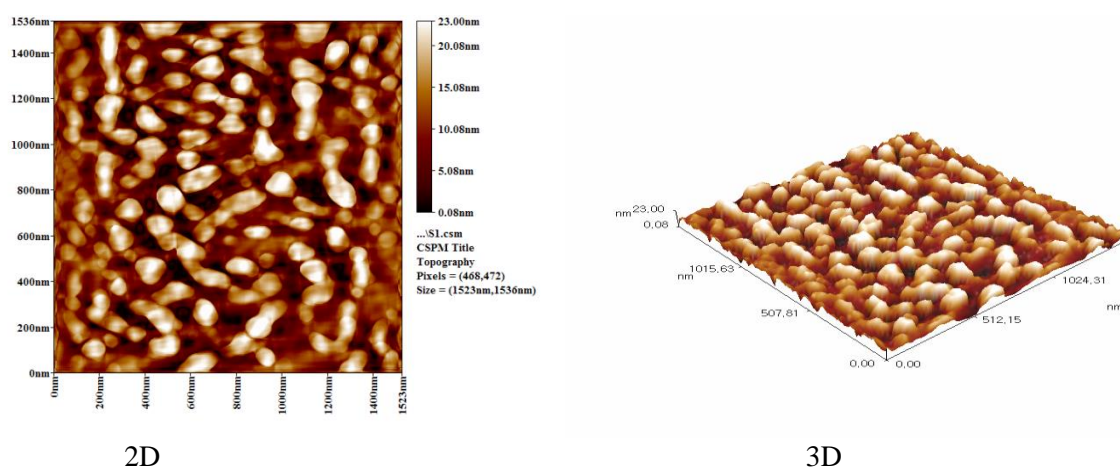 1536nm
1400nm
1200nm
1000nm
800nm
600nm
400nm
200nm
0nm
0nm
200nm
400nm
600nm
800nm
1000nm
1200nm
1400nm
1523nm
23.00nm
20.08nm
15.08nm
10.08nm
5.08nm
0.08nm
...\S1.csm
CSPM Title
Topography
Pixels = (468,472)
Size = (1523nm,1536nm)
nm 23,00
0,08
nm
1015,63
507,81
0,00
0,00
512,15
1024,31
nm
2D
3D